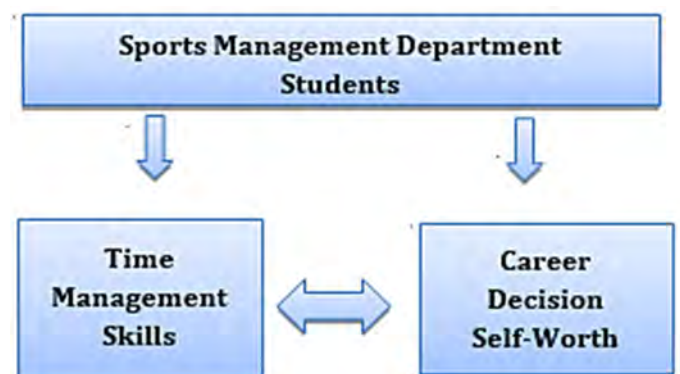 Sports Management Department
Students
Time
Management
Skills
Career
Decision
Self-Worth